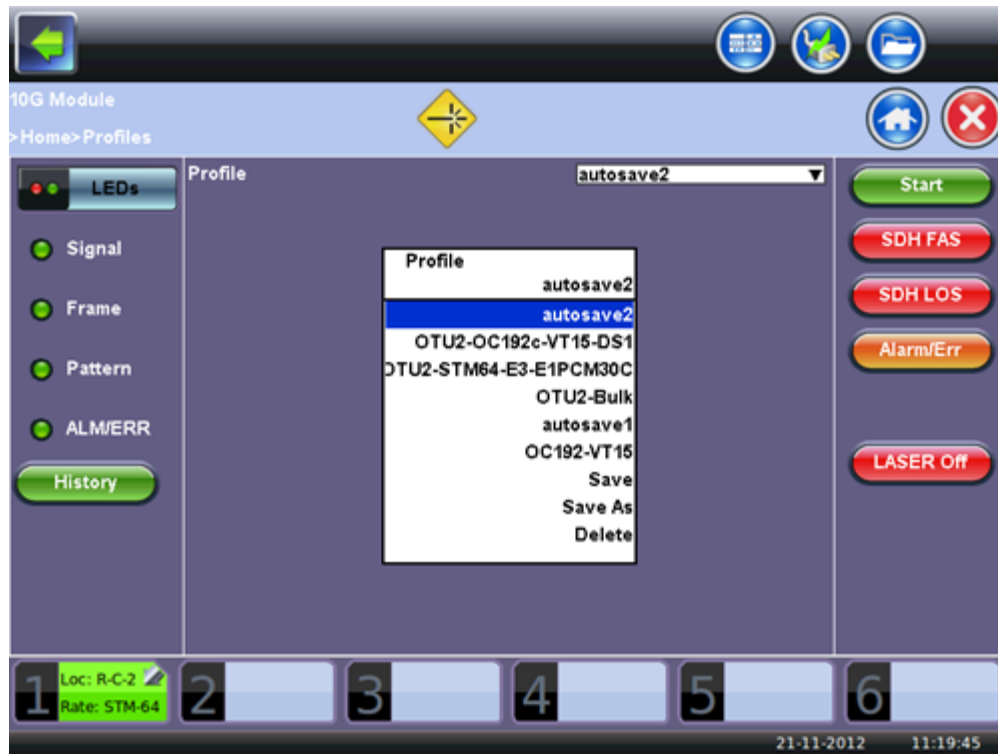 10G Module
>Home>Profiles
LEDs
Signal
Frame
Pattern
ALM/ERR
History
Profile
autosave2
Profile
autosave2
autosave2
OTU2-OC192c-VT15-DS1
OTU2-STM64-E3-E1PCM30C
OTU2-Bulk
autosave1
OC192-VT15
Save
Save As
Delete
Start
SDH FAS
SDH LOS
Alarm/Err
LASER Off
1
Loc: R-C-2
Rate: STM-64
2
3
4
5
6
21-11-2012 11:19:45